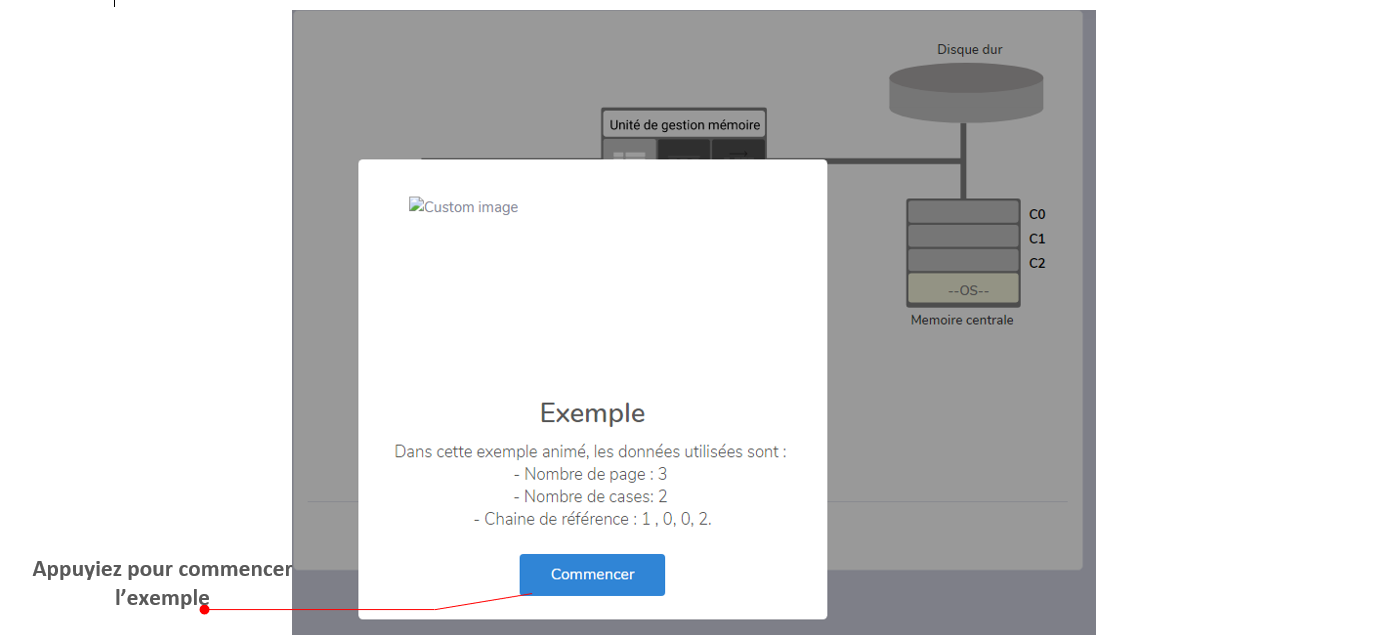 Disque dur
Unité de gestion mémoire
Custom image
C0
C1
C2
--OS--
Memoire centrale
Exemple
Dans cette exemple animé, les données utilisées sont :
- Nombre de page : 3
- Nombre de cases: 2
- Chaine de référence : 1 , 0, 0, 2.
Commencer
Appuyiez pour commencer
l’exemple